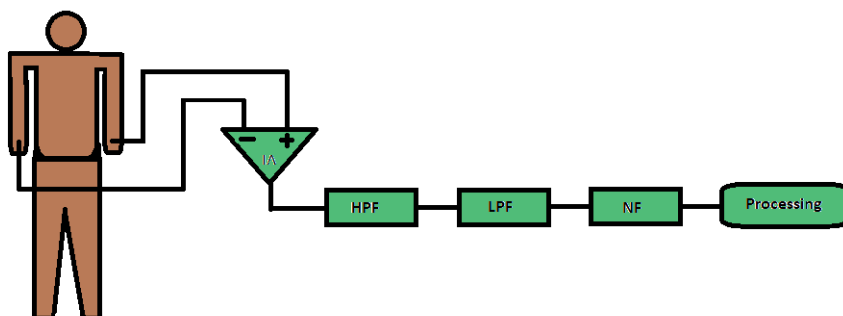 − +
IA
HPF
LPF
NF
Processing